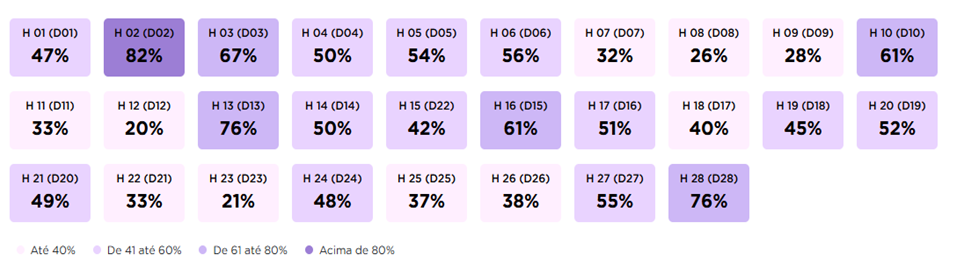 H 01 (D01) H 02 (D02) H 03 (D03) H 04 (D04) H 05 (D05) H 06 (D06) H 07 (D07) H 08 (D08) H 09 (D09) H 10 (D10)
47% 82% 67% 50% 54% 56% 32% 26% 28% 61%
H 11 (D11) H 12 (D12) H 13 (D13) H 14 (D14) H 15 (D22) H 16 (D15) H 17 (D16) H 18 (D17) H 19 (D18) H 20 (D19)
33% 20% 76% 50% 42% 61% 51% 40% 45% 52%
H 21 (D20) H 22 (D21) H 23 (D23) H 24 (D24) H 25 (D25) H 26 (D26) H 27 (D27) H 28 (D28)
49% 33% 21% 48% 37% 38% 55% 76%
Até 40% De 41 até 60% De 61 até 80% Acima de 80%